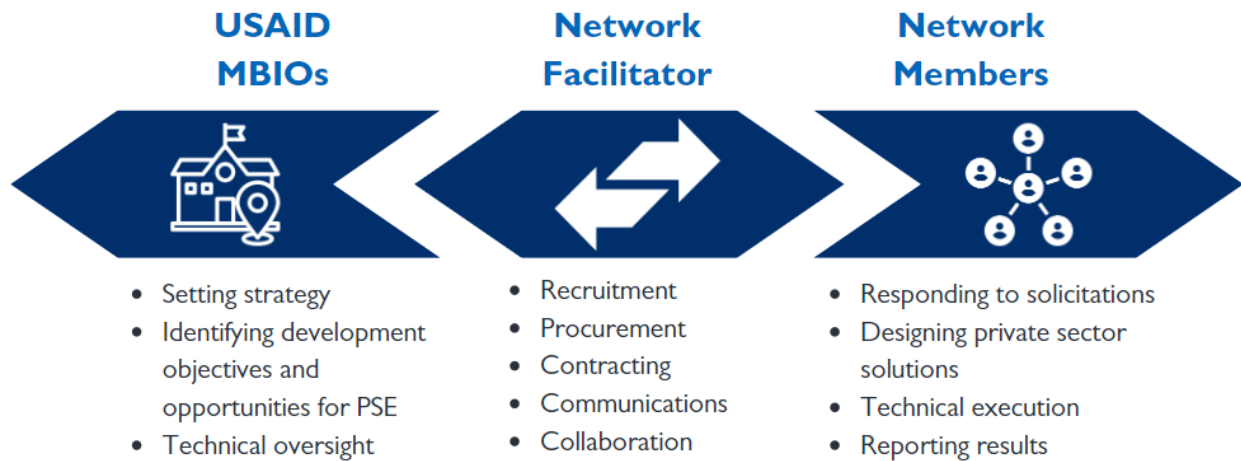 USAID
MBIOs
Network
Facilitator
Network
Members
• Setting strategy
• Identifying development
objectives and
opportunities for PSE
• Technical oversight
• Recruitment
• Procurement
• Contracting
• Communications
• Collaboration
• Responding to solicitations
• Designing private sector
solutions
• Technical execution
• Reporting results